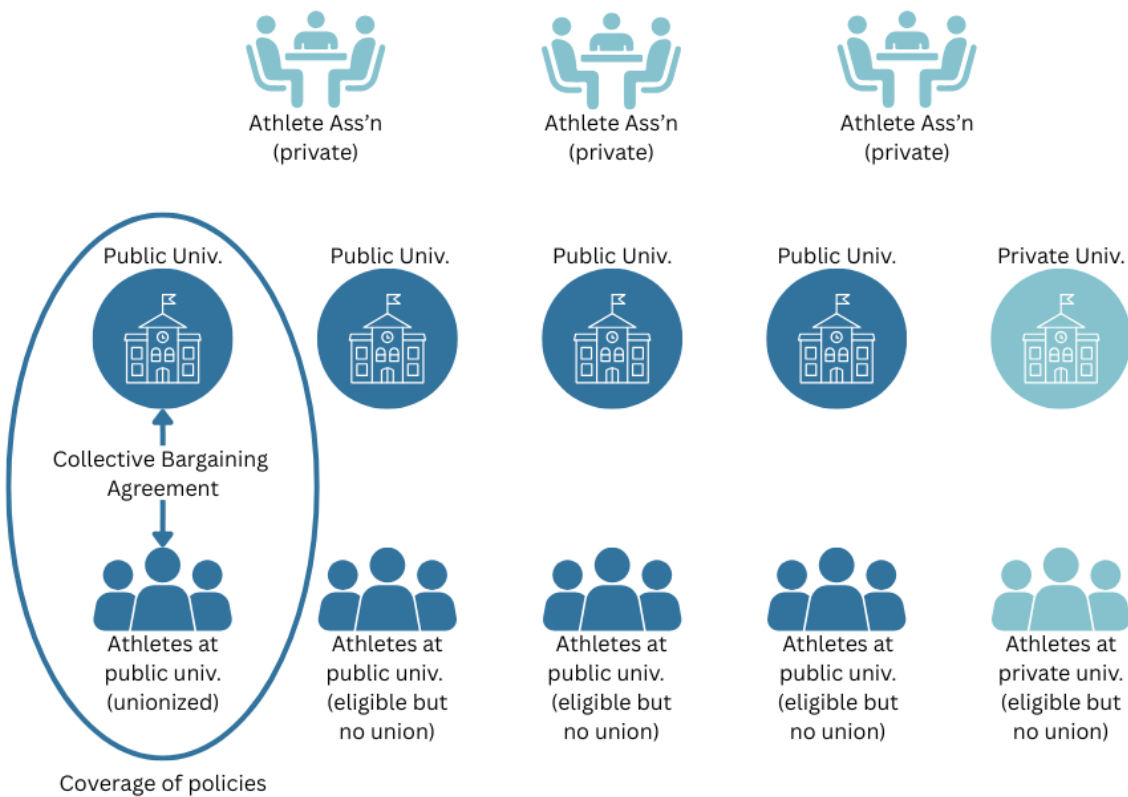 Athlete Ass'n
(private)
Athlete Ass'n
(private)
Athlete Ass'n
(private)
Public Univ.
Public Univ.
Public Univ.
Public Univ.
Private Univ.
Collective Bargaining
Agreement
Athletes at
public univ.
(unionized)
Athletes at
public univ.
(eligible but
no union)
Athletes at
public univ.
(eligible but
no union)
Athletes at
public univ.
(eligible but
no union)
Athletes at
private univ.
(eligible but
no union)
Coverage of policies